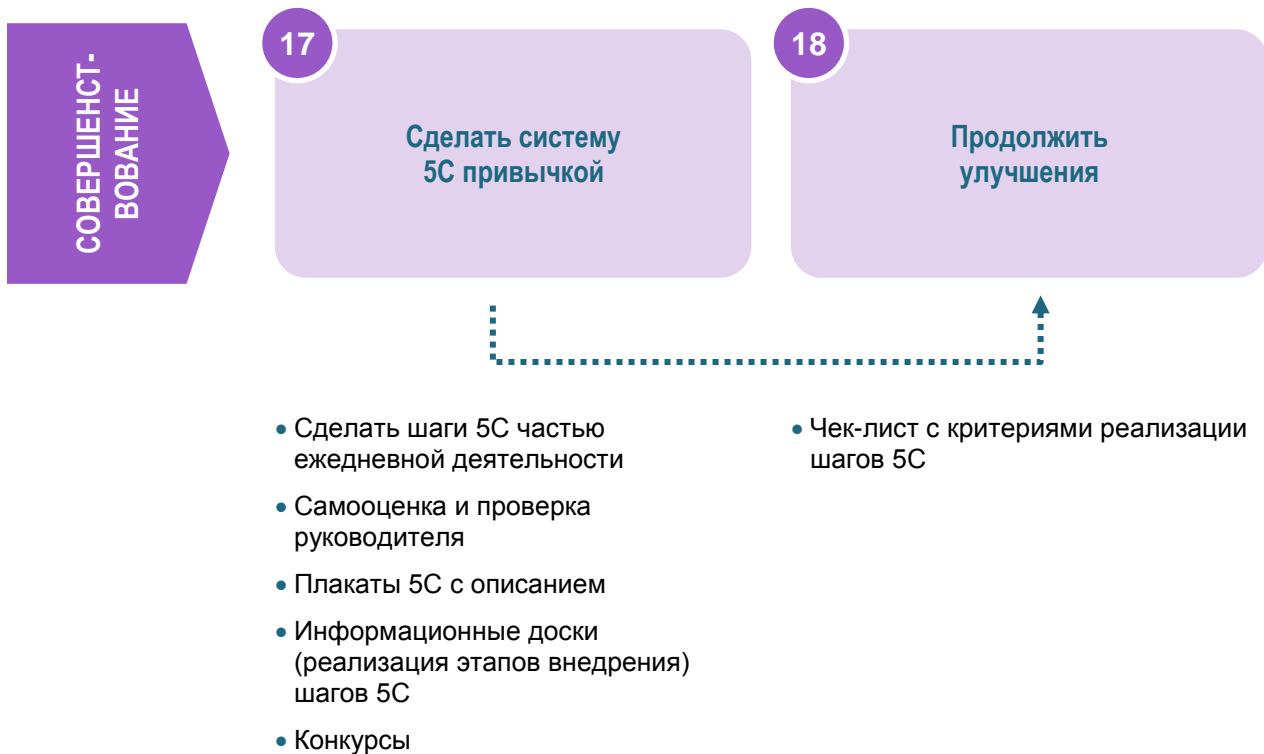 СОВЕРШЕНСТ-
ВОВАНИЕ
17
Сделать систему
5С привычкой
18
Продолжить
улучшения
• Сделать шаги 5С частью
ежедневной деятельности
• Самооценка и проверка
руководителя
• Плакаты 5С с описанием
• Информационные доски
(реализация этапов внедрения)
шагов 5С
• Конкурсы
• Чек-лист с критериями реализации
шагов 5С